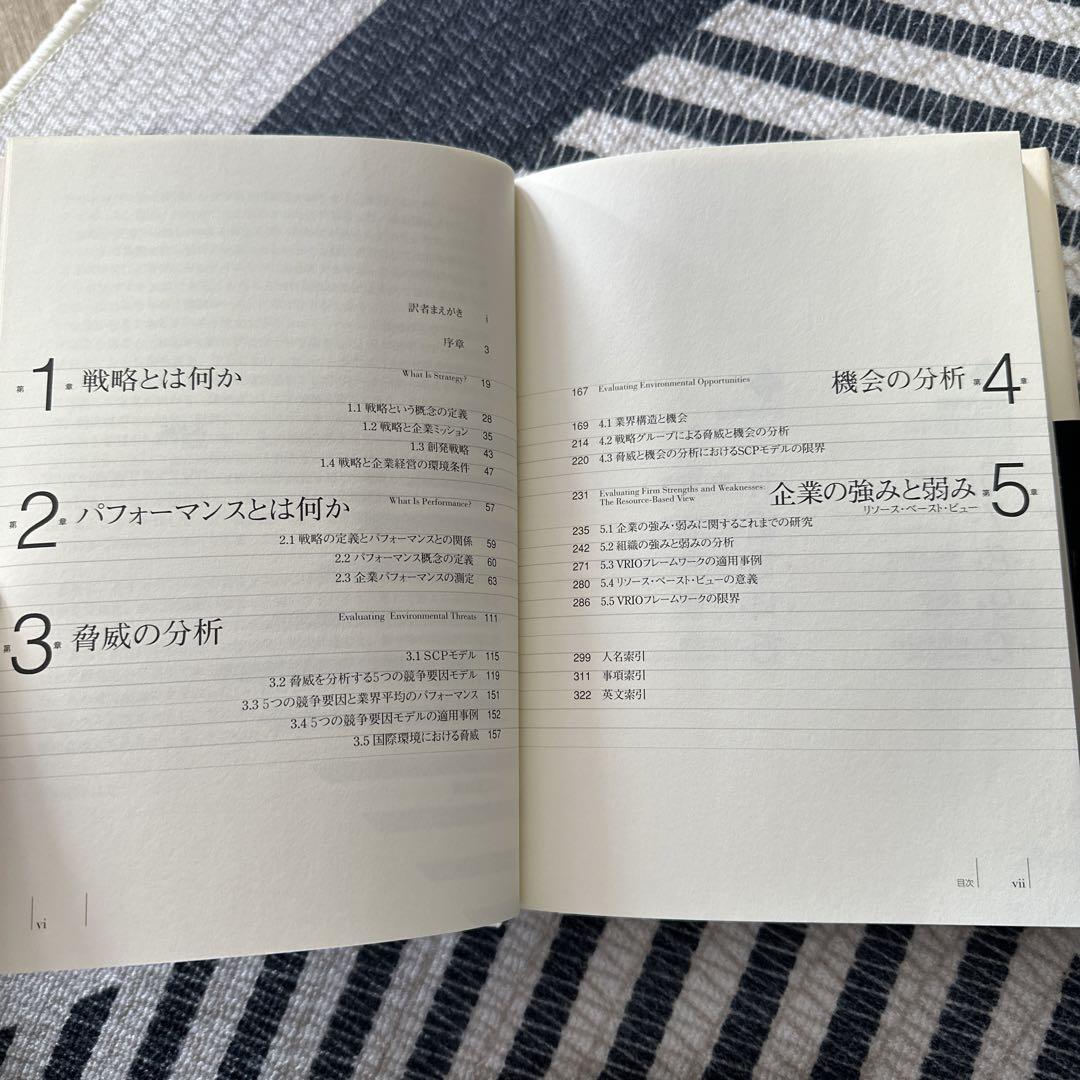 訳者まえがき i
序章 3
第1章 戦略とは何か What Is Strategy? 19
1.1 戦略という概念の定義 28
1.2 戦略と企業ミッション 35
1.3 創発戦略 43
1.4 戦略と企業経営の環境条件 47
第2章 パフォーマンスとは何か What Is Performance? 57
2.1 戦略の定義とパフォーマンスとの関係 59
2.2 パフォーマンス概念の定義 60
2.3 企業パフォーマンスの測定 63
第3章 脅威の分析 Evaluating Environmental Threats 111
3.1 SCPモデル 115
3.2 脅威を分析する5つの競争要因モデル 119
3.3 5つの競争要因と業界平均のパフォーマンス 151
3.4 5つの競争要因モデルの適用事例 152
3.5 国際環境における脅威 157
vi
167 Evaluating Environmental Opportunities 機会の分析 第4章
169 4.1 業界構造と機会
214 4.2 戦略グループによる脅威と機会の分析
220 4.3 脅威と機会の分析におけるSCPモデルの限界
231 Evaluating Firm Strengths and Weaknesses: 企業の強みと弱み 第5章
The Resource-Based View リソース・ベースト・ビュー
235 5.1 企業の強み・弱みに関するこれまでの研究
242 5.2 組織の強みと弱みの分析
271 5.3 VRIOフレームワークの適用事例
280 5.4 リソース・ベースト・ビューの意義
286 5.5 VRIOフレームワークの限界
299 人名索引
311 事項索引
322 英文索引
目次 vii